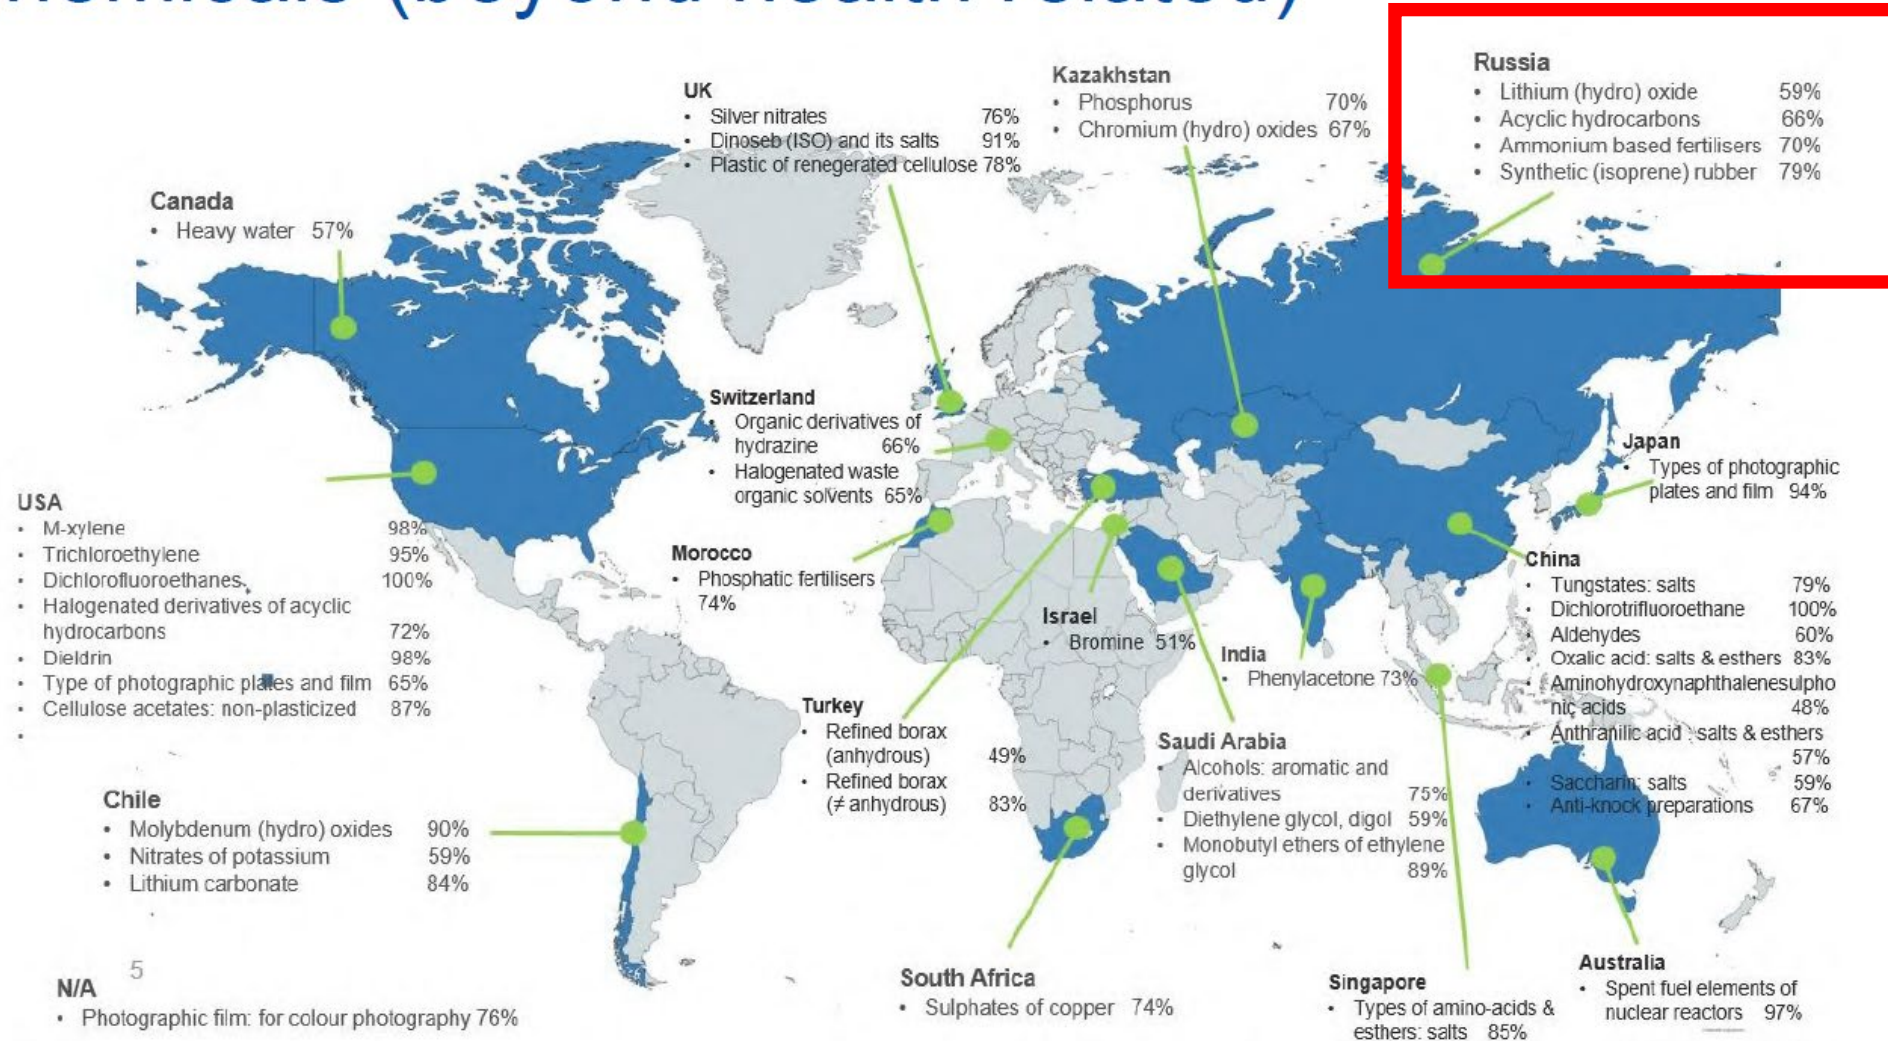 hemicals (beyond health related)
Russia
• Lithium (hydro) oxide 59%
• Acyclic hydrocarbons 66%
• Ammonium based fertilisers 70%
• Synthetic (isoprene) rubber 79%
Kazakhstan
• Phosphorus 70%
• Chromium (hydro) oxides 67%
UK
• Silver nitrates 76%
• Dinoseb (ISO) and its salts 91%
• Plastic of renegerated cellulose 78%
Canada
• Heavy water 57%
Switzerland
• Organic derivatives of
hydrazine 66%
• Halogenated waste
organic solvents 65%
Japan
• Types of photographic
plates and film 94%
USA
• M-xylene 98%
• Trichloroethylene 95%
• Dichlorofluoroethanes 100%
• Halogenated derivatives of acyclic
hydrocarbons 72%
• Dieldrin 98%
• Type of photographic plates and film 65%
• Cellulose acetates: non-plasticized 87%
•
Morocco
• Phosphatic fertilisers
74%
Israel
• Bromine 51%
India
• Phenylacetone 73%
China
• Tungstates: salts 79%
• Dichlorotrifluoroethane 100%
• Aldehydes 60%
• Oxalic acid: salts & esthers 83%
• Aminohydroxynaphthalenesulpho
nic acids 48%
• Anthranilic acid : salts & esthers
57%
• Saccharin: salts 59%
• Anti-knock preparations 67%
Turkey
• Refined borax
(anhydrous) 49%
• Refined borax
(≠ anhydrous) 83%
Saudi Arabia
• Alcohols: aromatic and
derivatives 75%
• Diethylene glycol, digol 59%
• Monobutyl ethers of ethylene
glycol 89%
Chile
• Molybdenum (hydro) oxides 90%
• Nitrates of potassium 59%
• Lithium carbonate 84%
5
N/A
• Photographic film: for colour photography 76%
South Africa
• Sulphates of copper 74%
Singapore
• Types of amino-acids &
esthers: salts 85%
Australia
• Spent fuel elements of
nuclear reactors 97%